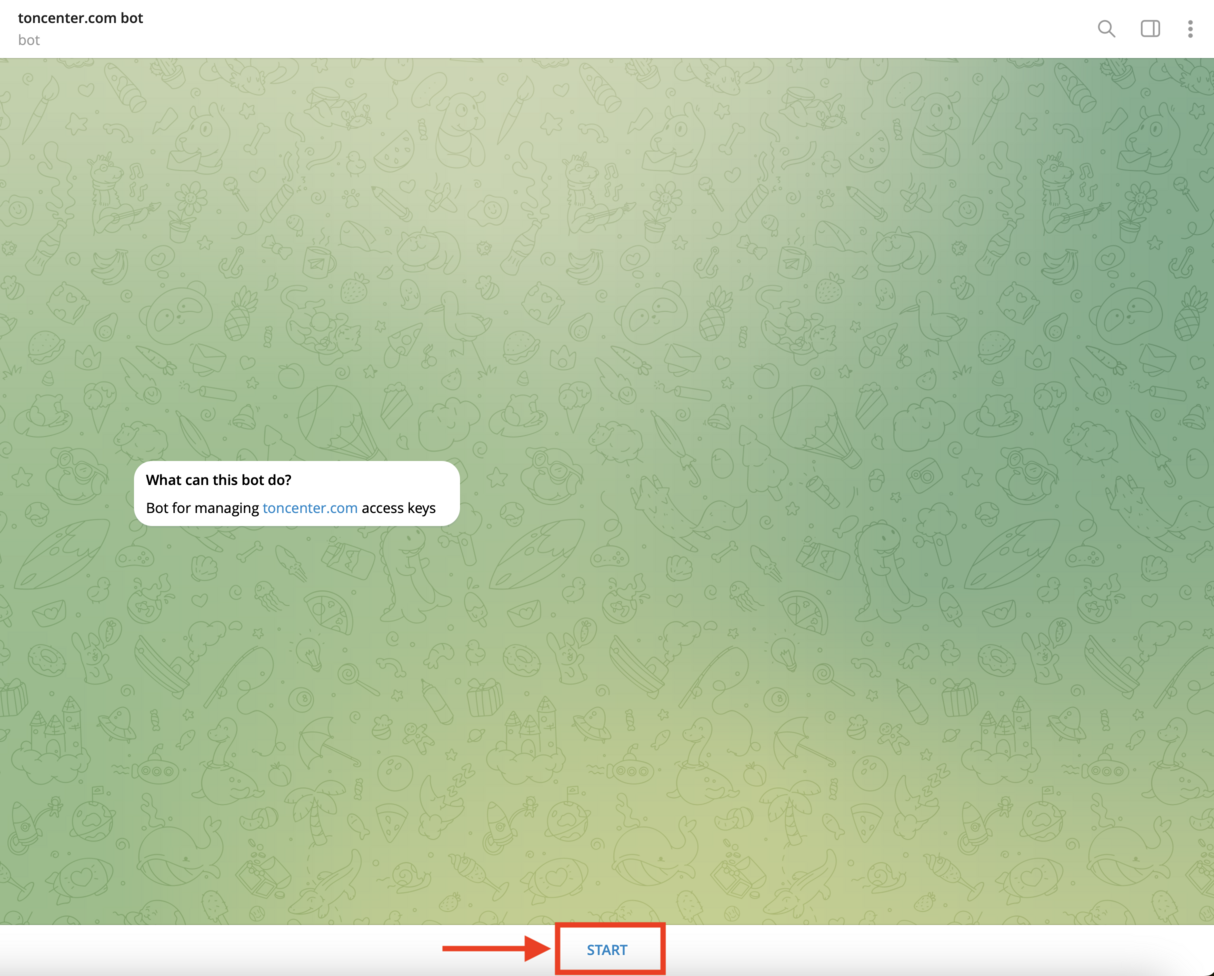 toncenter.com bot
bot
What can this bot do?
Bot for managing toncenter.com access keys
START